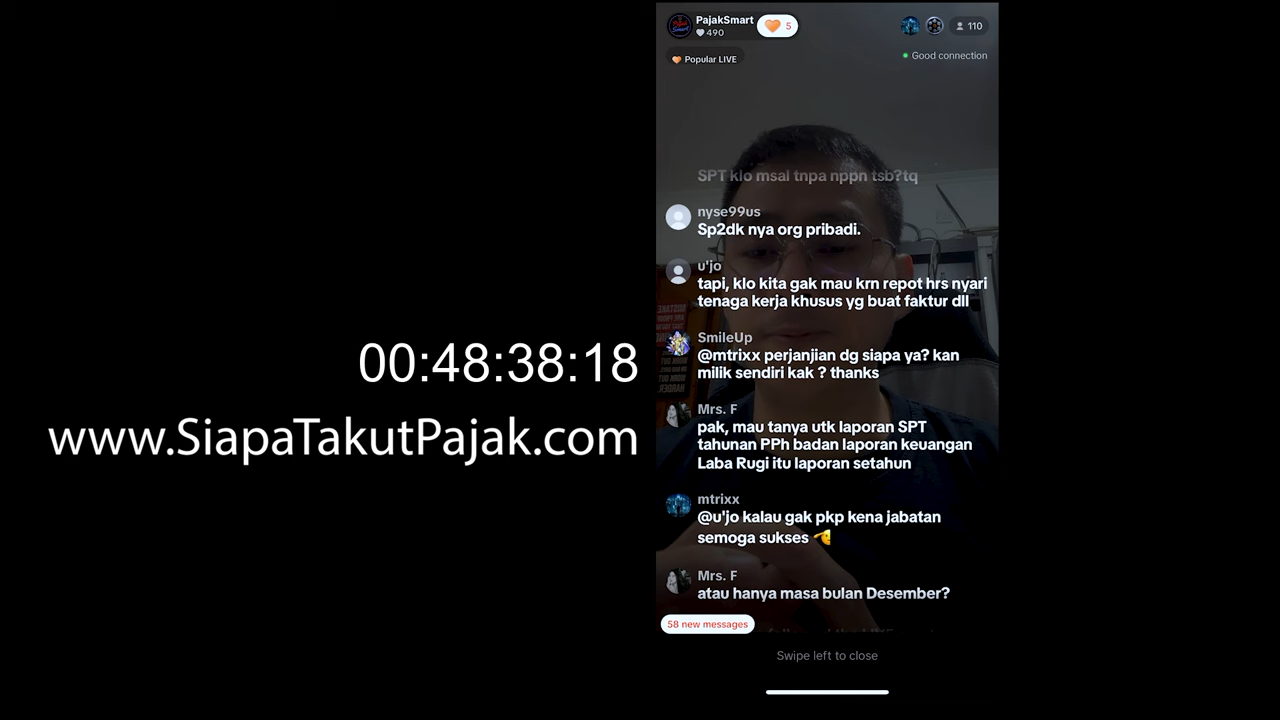 00:48:38:18
www.SiapaTakutPajak.com
PajakSmart
490
5
110
Popular LIVE
Good connection
SPT klo msal tnpa nppn tsb?tq
nyse99us
Sp2dk nya org pribadi.
u'jo
tapi, klo kita gak mau krn repot hrs nyari
tenaga kerja khusus yg buat faktur dll
SmileUp
@mtrixx perjanjian dg siapa ya? kan
milik sendiri kak ? thanks
Mrs. F
pak, mau tanya utk laporan SPT
tahunan PPh badan laporan keuangan
Laba Rugi itu laporan setahun
mtrixx
@u'jo kalau gak pkp kena jabatan
semoga sukses 🫡
Mrs. F
atau hanya masa bulan Desember?
58 new messages
Swipe left to close